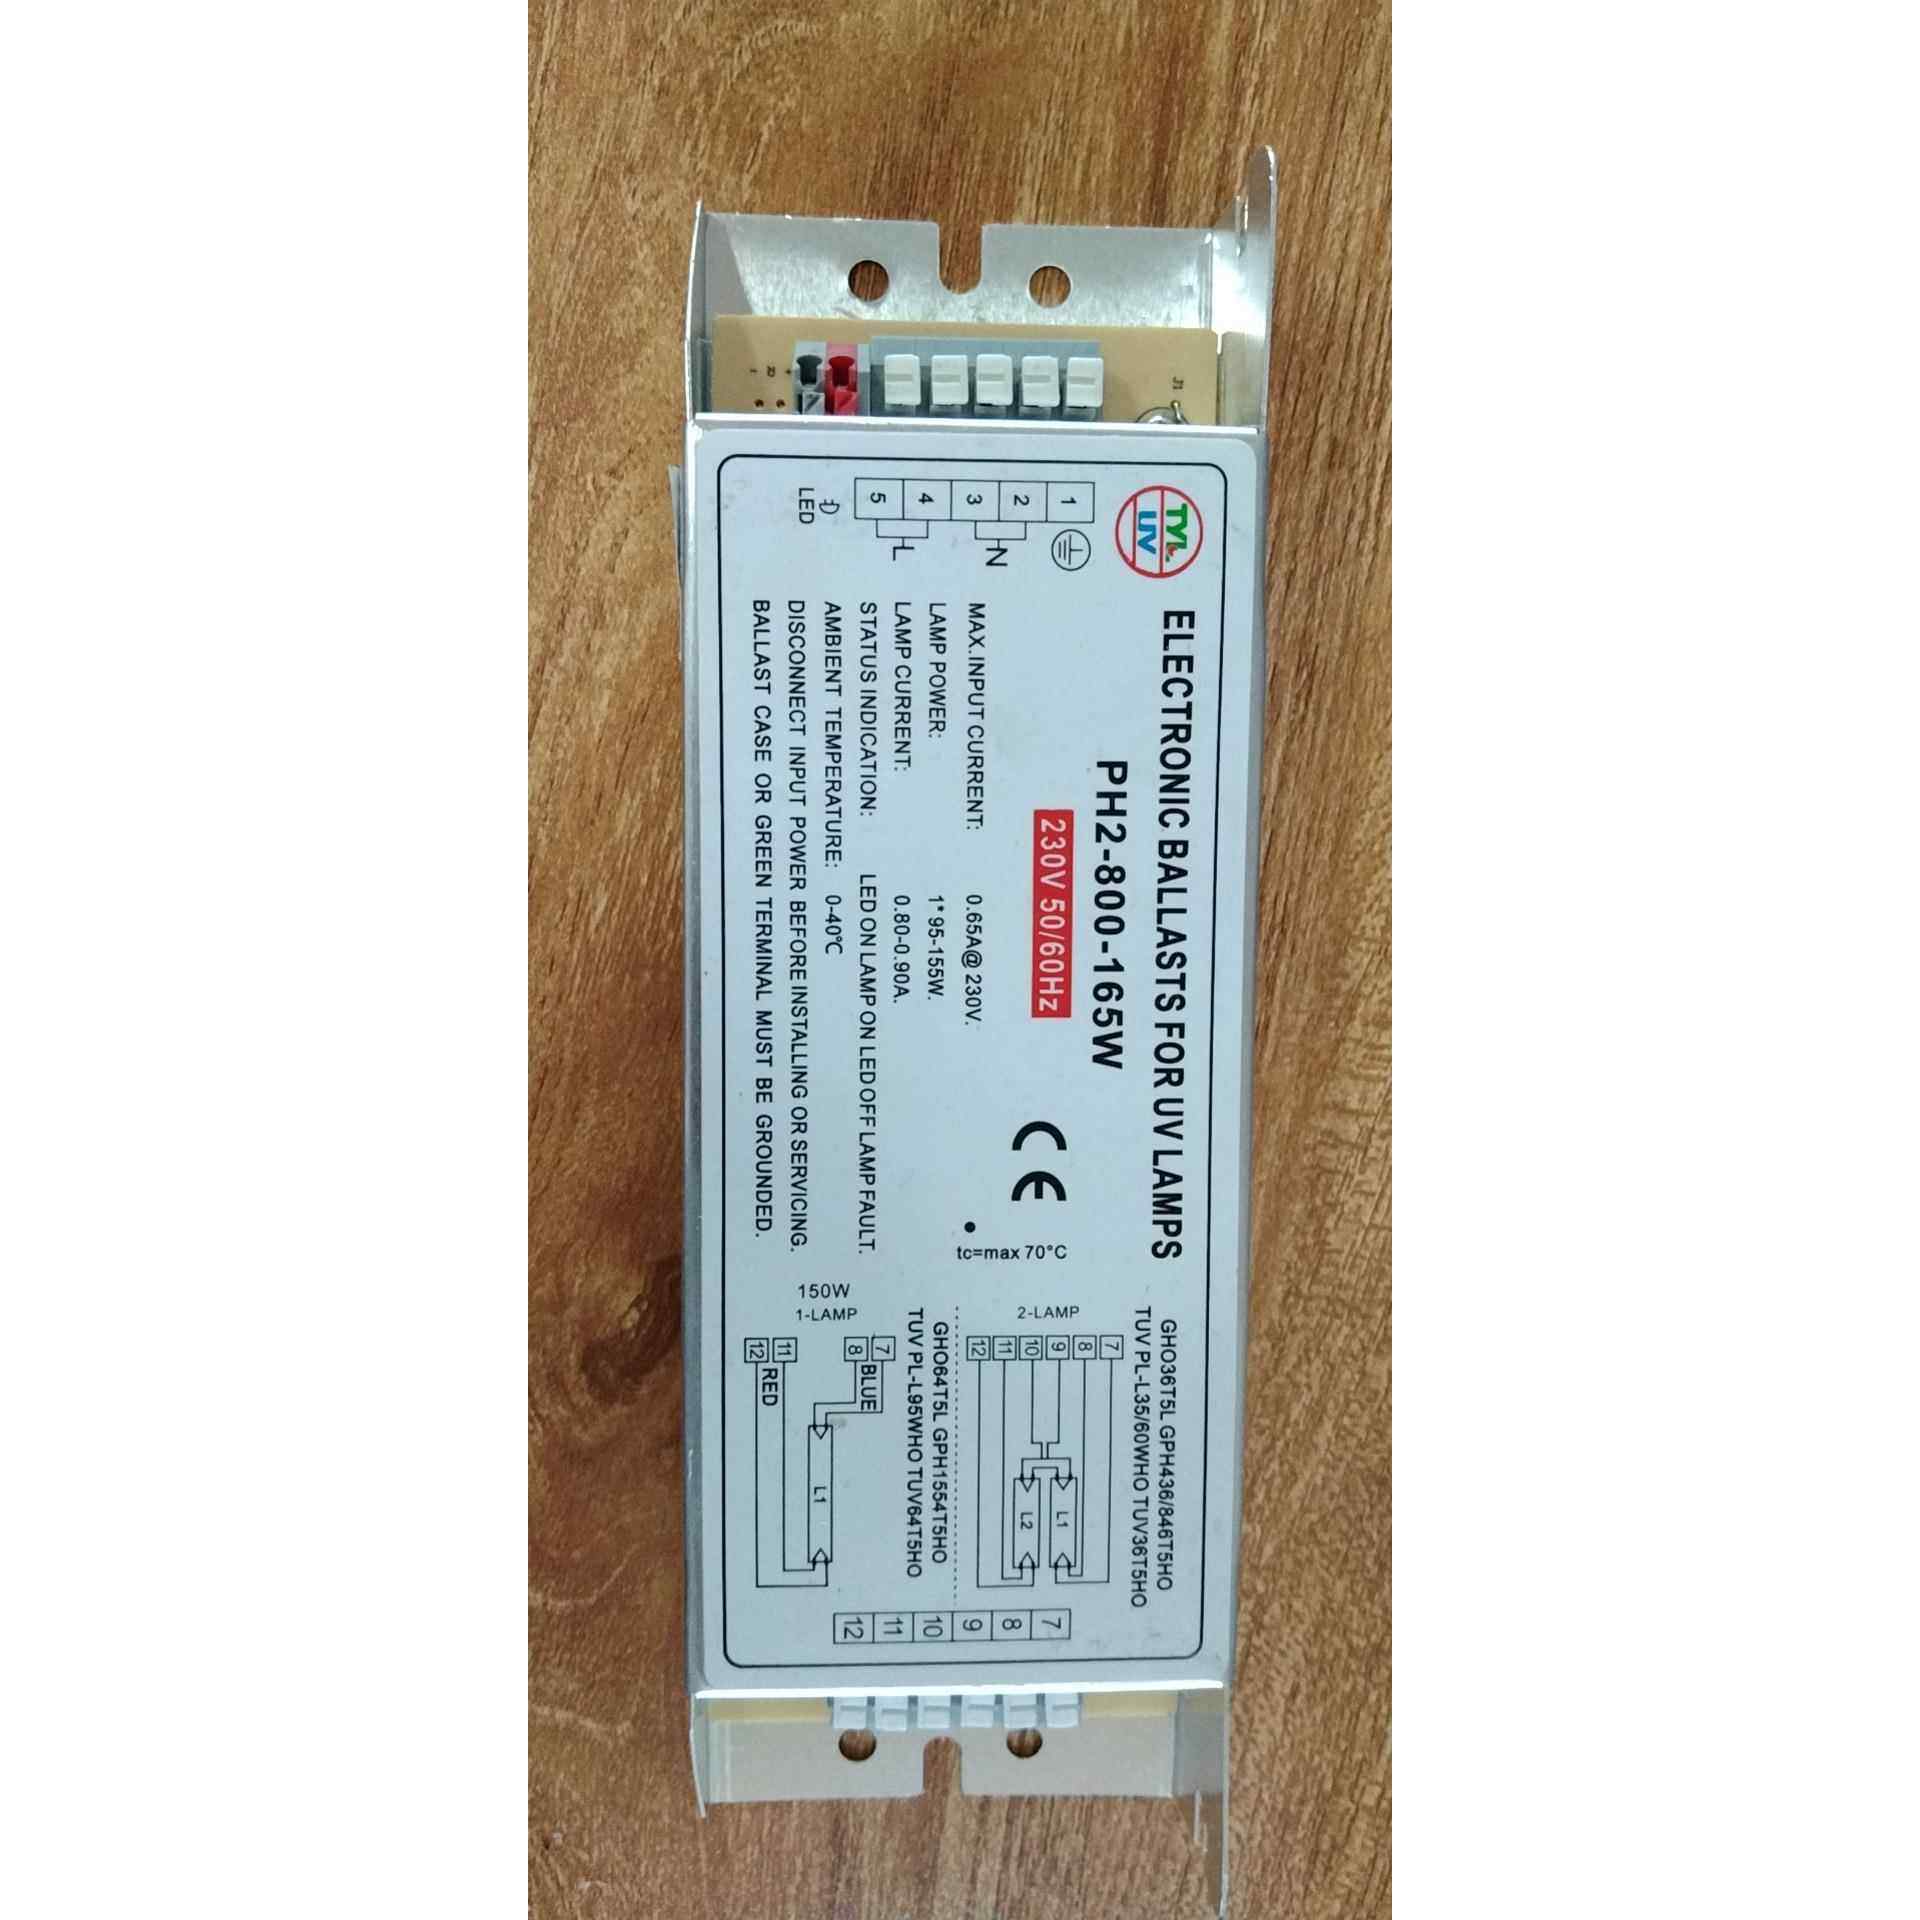 TYL
UV
ELECTRONIC BALLASTS FOR UV LAMPS
PH2-800-165W
230V 50/60Hz
CE
tc=max 70°C
1
2
3
4
5
N
L
LED
MAX.INPUT CURRENT: 0.65A@ 230V.
LAMP POWER: 1* 95-155W.
LAMP CURRENT: 0.80-0.90A.
STATUS INDICATION: LED ON LAMP ON LED OFF LAMP FAULT.
AMBIENT TEMPERATURE: 0-40℃
DISCONNECT INPUT POWER BEFORE INSTALLING OR SERVICING.
BALLAST CASE OR GREEN TERMINAL MUST BE GROUNDED.
GHO36T5L GPH436/846T5HO
TUV PL-L35/60WHO TUV36T5HO
2-LAMP
7
8
9
10
11
12
L1
L2
GHO64T5L GPH1554T5HO
TUV PL-L95WHO TUV64T5HO
150W
1-LAMP
7
8
BLUE
11
12
RED
L1
7
8
9
10
11
12
J1